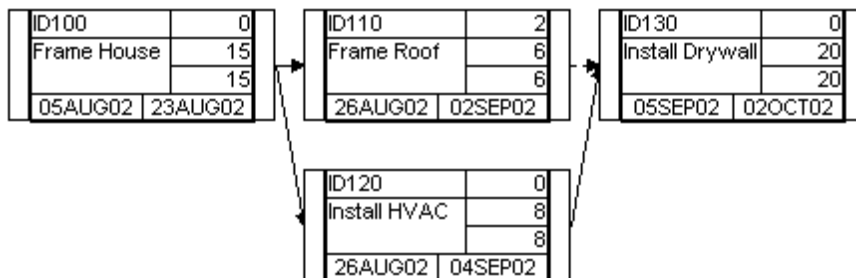 ID100 0
Frame House 15
15
05AUG02 23AUG02
ID110 2
Frame Roof 6
6
26AUG02 02SEP02
ID130 0
Install Drywall 20
20
05SEP02 02OCT02
ID120 0
Install HVAC 8
8
26AUG02 04SEP02